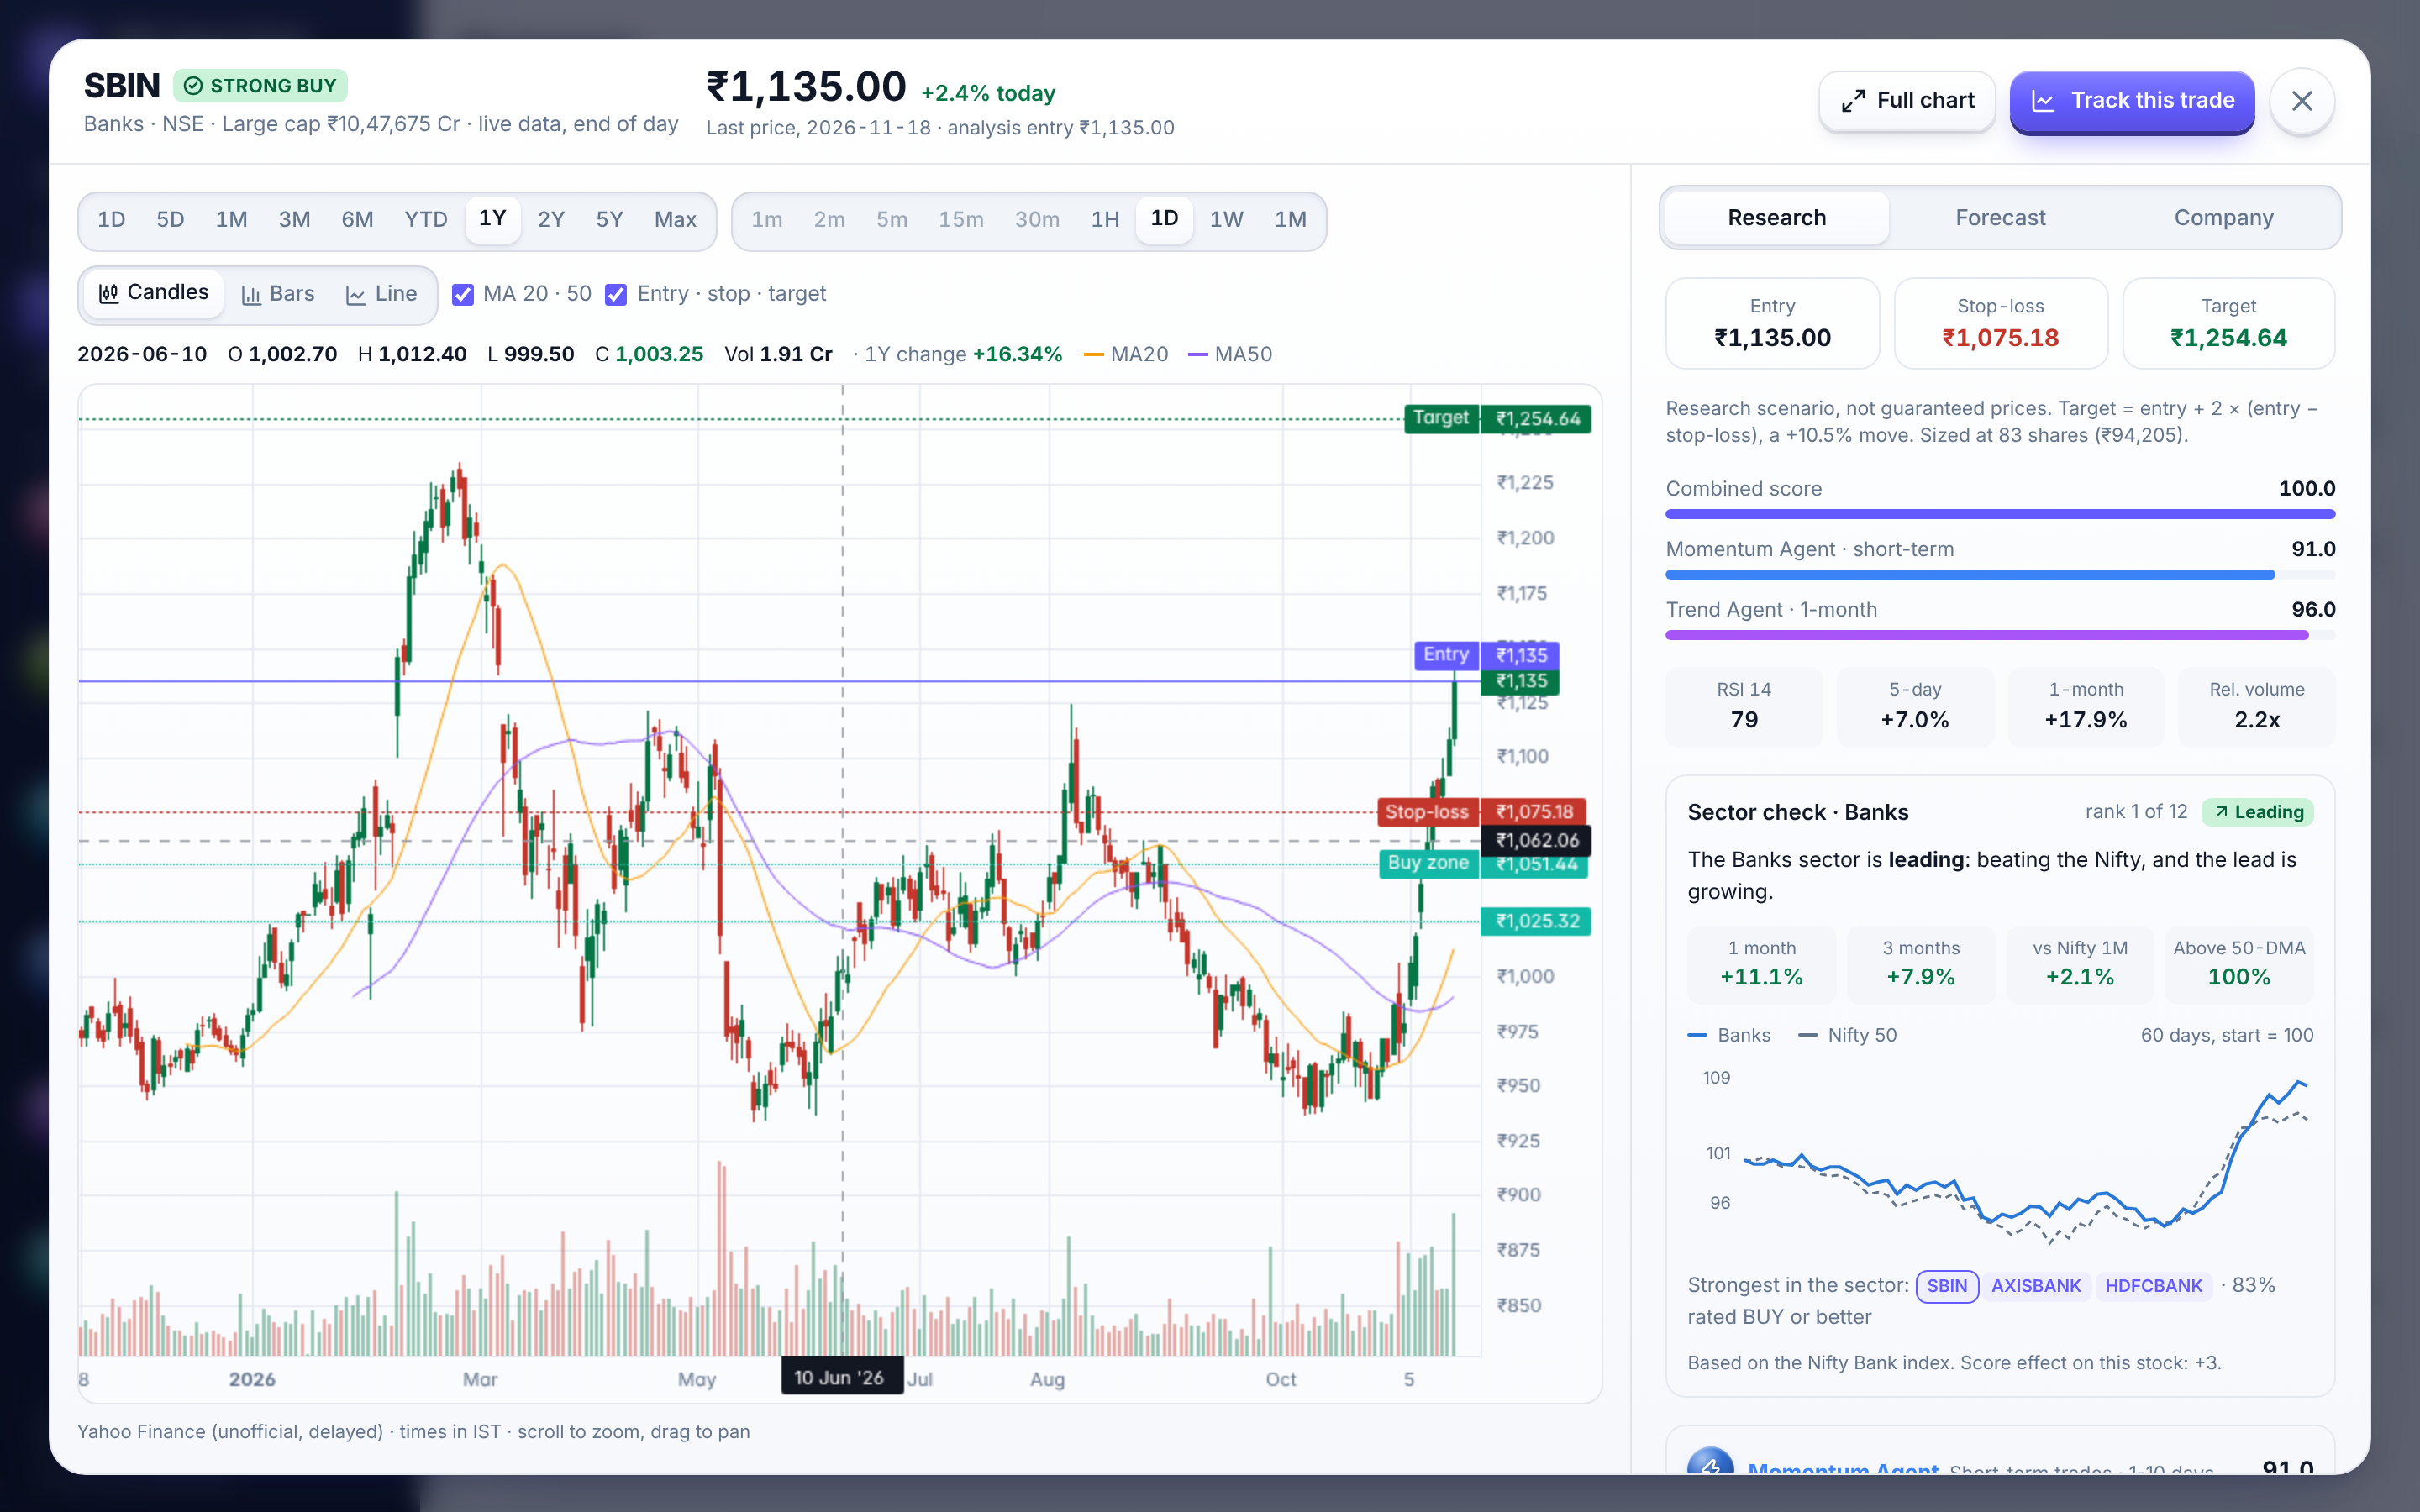 SBIN STRONG BUY
Banks · NSE · Large cap ₹10,47,675 Cr · live data, end of day
₹1,135.00 +2.4% today
Last price, 2026-11-18 · analysis entry ₹1,135.00
Full chart
Track this trade
1D 5D 1M 3M 6M YTD 1Y 2Y 5Y Max
1m 2m 5m 15m 30m 1H 1D 1W 1M
Candles Bars Line MA 20 · 50 Entry · stop · target
2026-06-10 O 1,002.70 H 1,012.40 L 999.50 C 1,003.25 Vol 1.91 Cr · 1Y change +16.34% MA20 MA50
Target ₹1,254.64
₹1,225
₹1,200
₹1,175
Entry ₹1,135
₹1,135
₹1,125
₹1,100
Stop-loss ₹1,075.18
₹1,062.06
Buy zone ₹1,051.44
₹1,025.32
₹1,000
₹975
₹950
₹925
₹900
₹875
₹850
8 2026 Mar May 10 Jun '26 Jul Aug Oct 5
Yahoo Finance (unofficial, delayed) · times in IST · scroll to zoom, drag to pan
Research Forecast Company
Entry Stop-loss Target
₹1,135.00 ₹1,075.18 ₹1,254.64
Research scenario, not guaranteed prices. Target = entry + 2 × (entry −
stop-loss), a +10.5% move. Sized at 83 shares (₹94,205).
Combined score 100.0
Momentum Agent · short-term 91.0
Trend Agent · 1-month 96.0
RSI 14 5-day 1-month Rel. volume
79 +7.0% +17.9% 2.2x
Sector check · Banks rank 1 of 12 Leading
The Banks sector is leading: beating the Nifty, and the lead is
growing.
1 month 3 months vs Nifty 1M Above 50-DMA
+11.1% +7.9% +2.1% 100%
Banks Nifty 50 60 days, start = 100
109
101
96
Strongest in the sector: SBIN AXISBANK HDFCBANK · 83%
rated BUY or better
Based on the Nifty Bank index. Score effect on this stock: +3.
Momentum Agent Short-term trades · 1-10 days 91.0